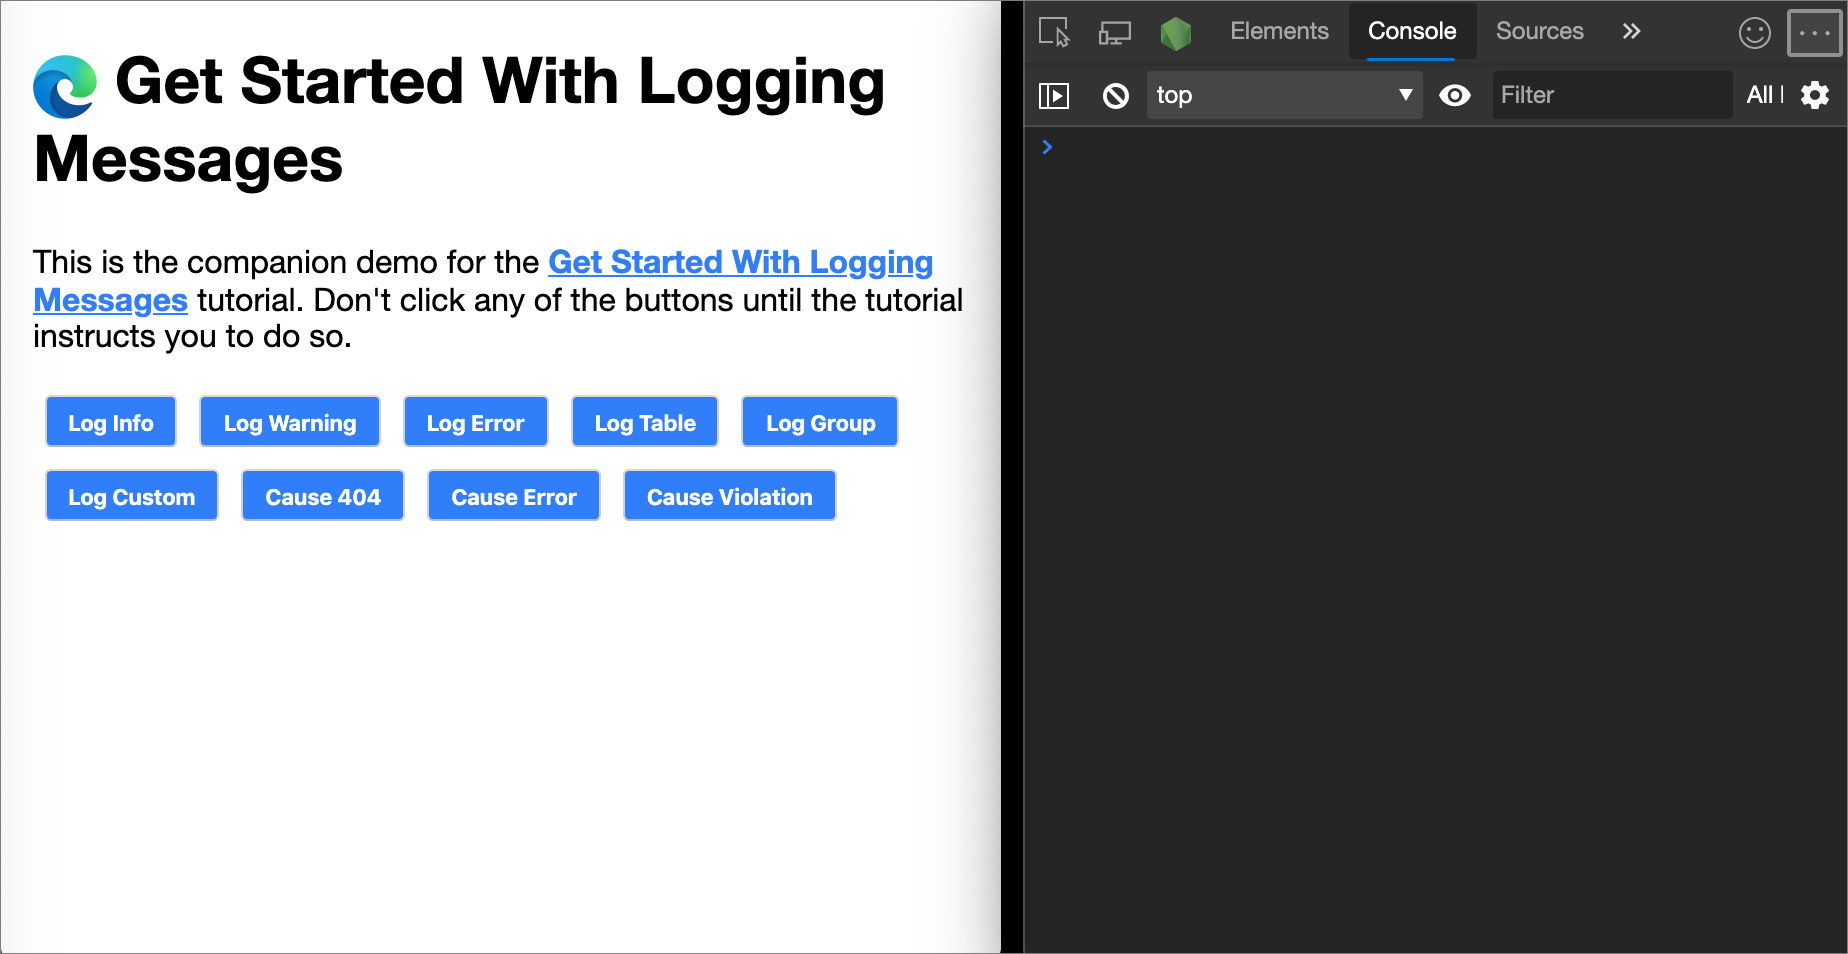 Get Started With Logging
Messages
This is the companion demo for the Get Started With Logging
Messages tutorial. Don't click any of the buttons until the tutorial
instructs you to do so.
Log Info Log Warning Log Error Log Table Log Group
Log Custom Cause 404 Cause Error Cause Violation
Elements Console Sources
top Filter All